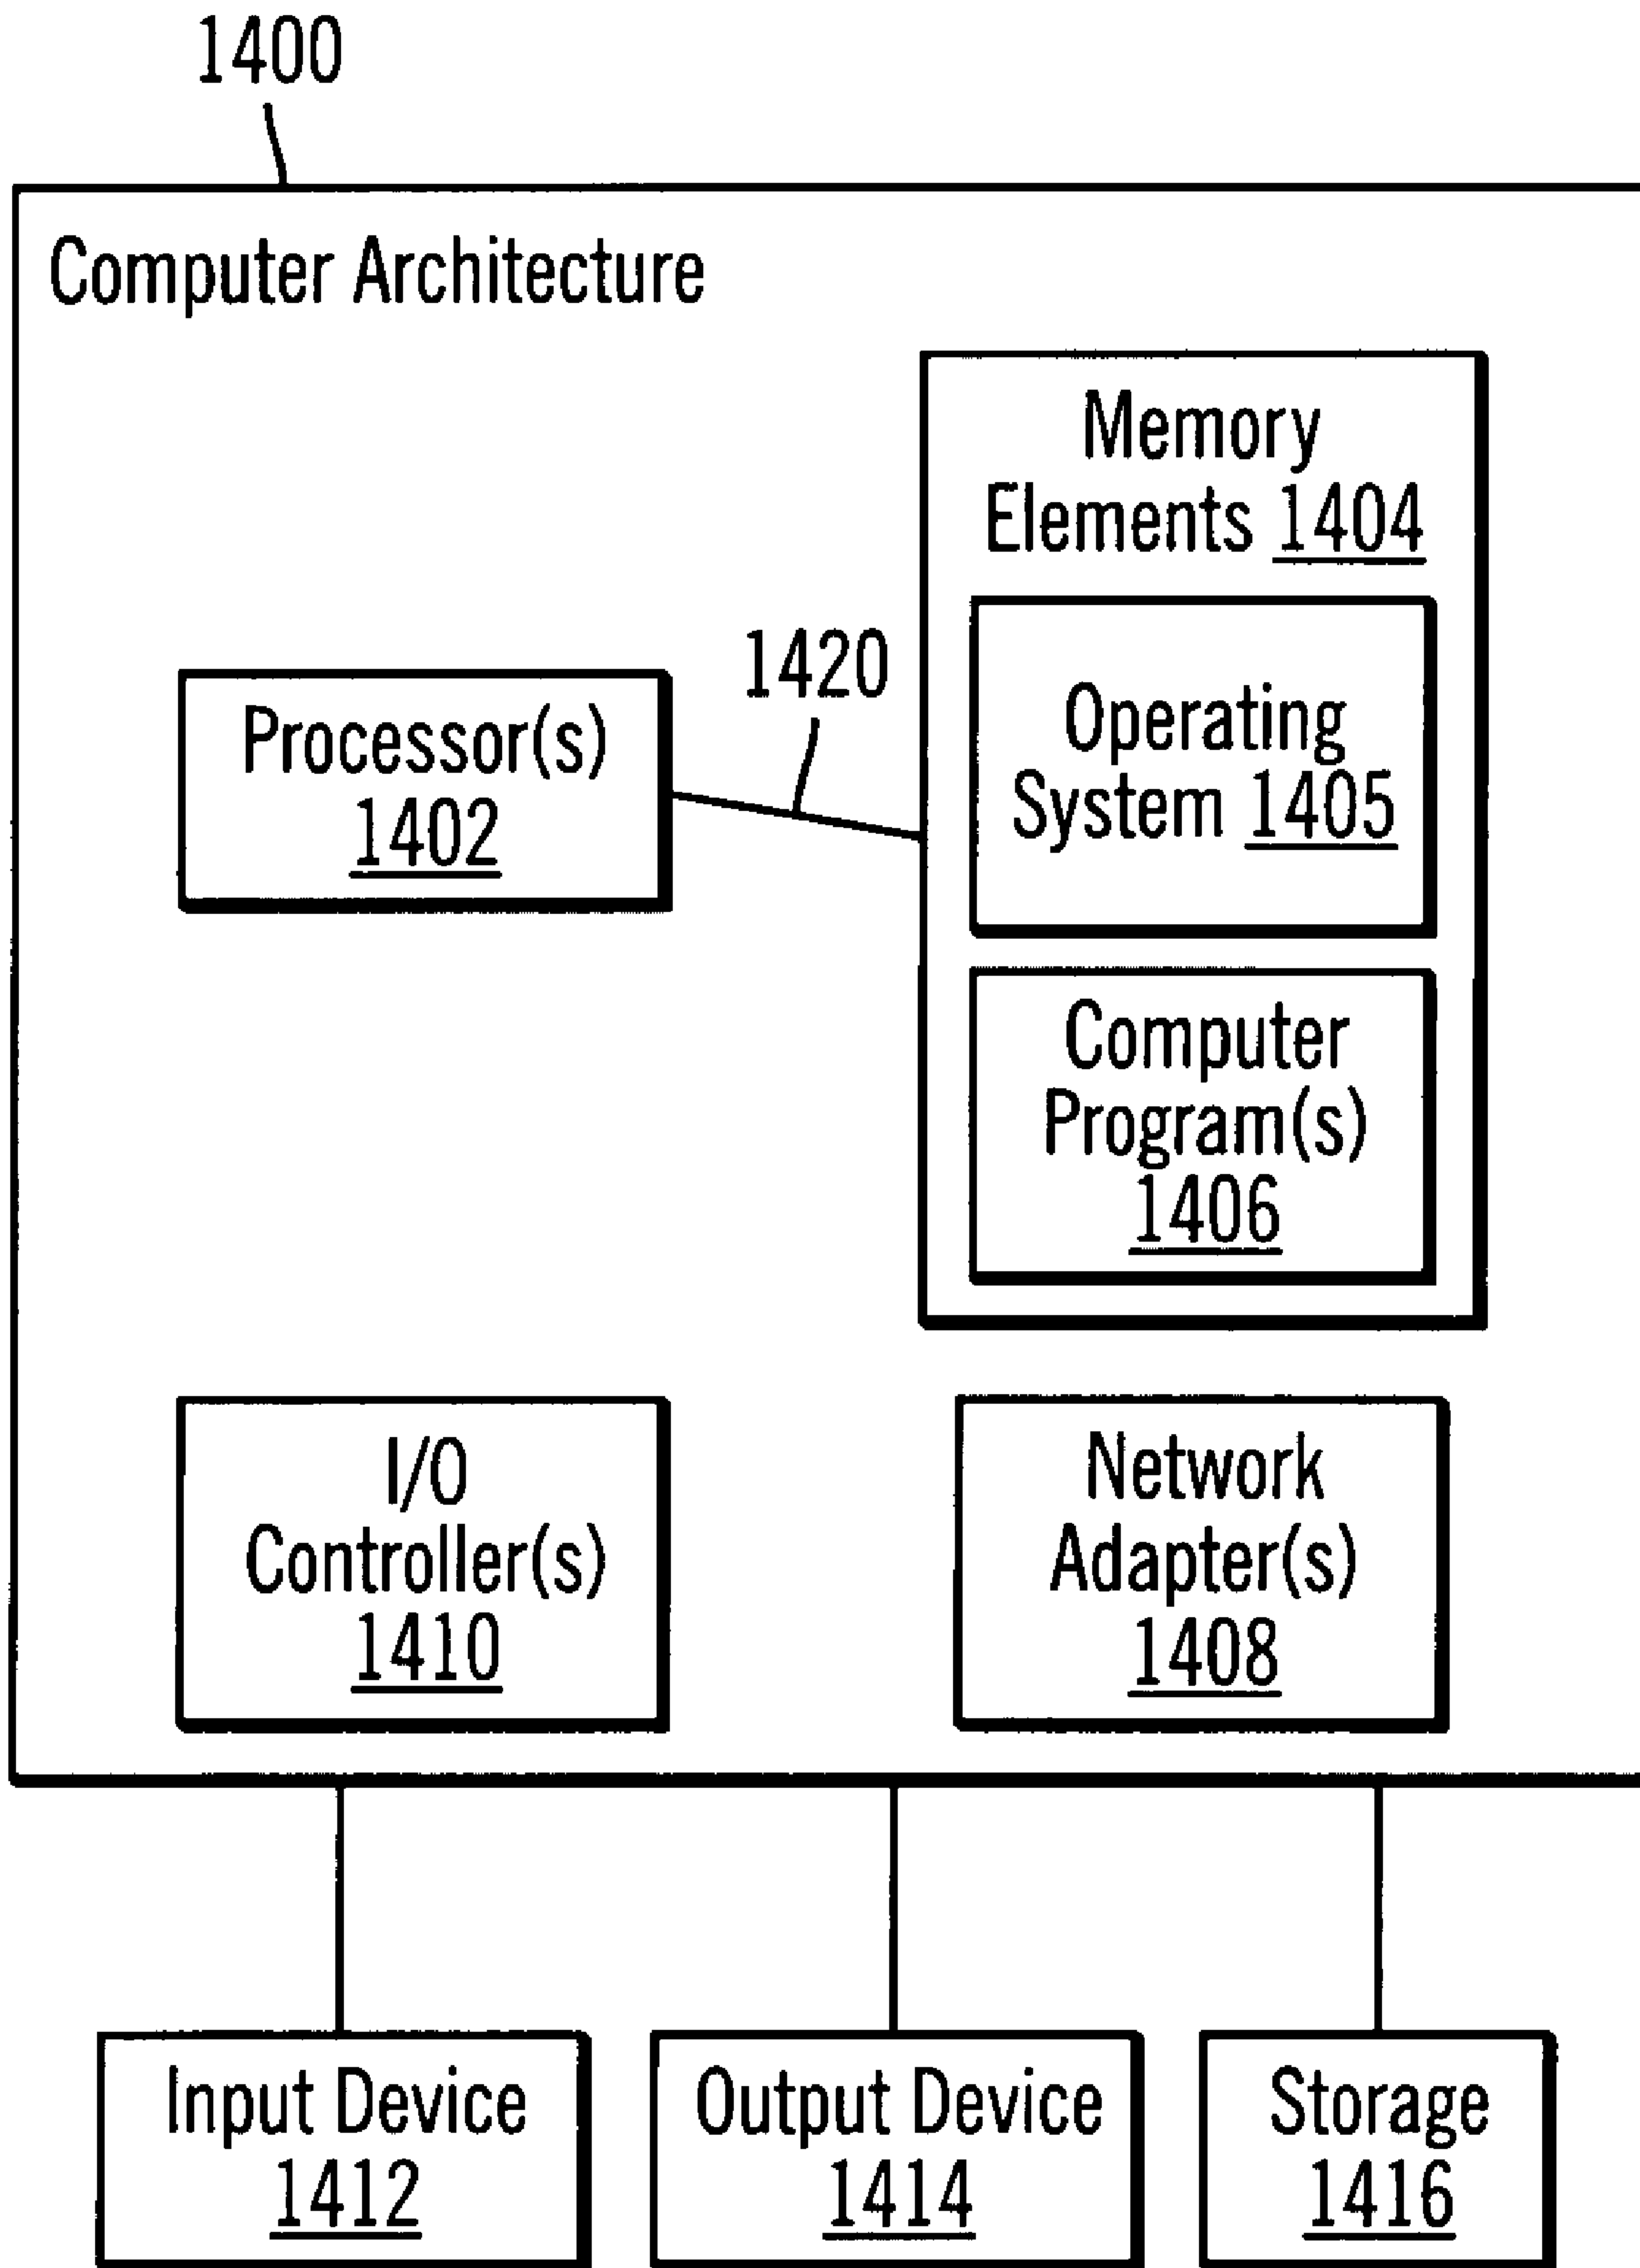 1400
Computer Architecture
Memory
Elements 1404
Operating
System 1405
1420
Processor(s)
1402
Computer
Program(s)
1406
I/O
Controller(s)
1410
Network
Adapter(s)
1408
Input Device
1412
Output Device
1414
Storage
1416